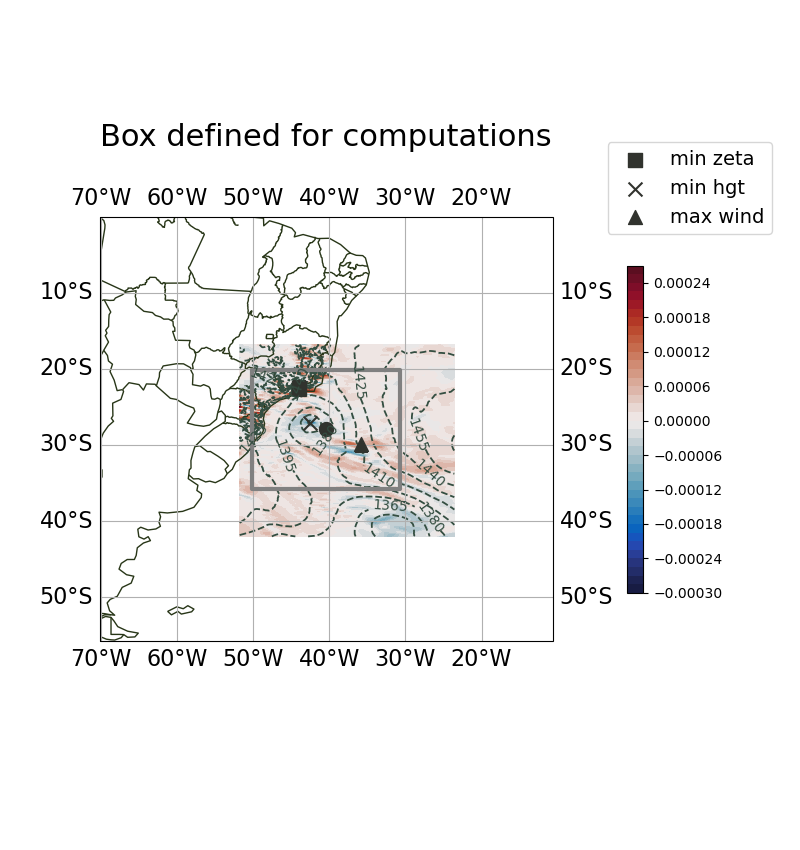 Box defined for computations
min zeta
min hgt
max wind
70°W 60°W 50°W 40°W 30°W 20°W
10°S 10°S
20°S 20°S
30°S 30°S
40°S 40°S
50°S 50°S
70°W 60°W 50°W 40°W 30°W 20°W
1425
1455
1395
1410
1440
1365
1380
0.00024
0.00018
0.00012
0.00006
0.00000
−0.00006
−0.00012
−0.00018
−0.00024
−0.00030